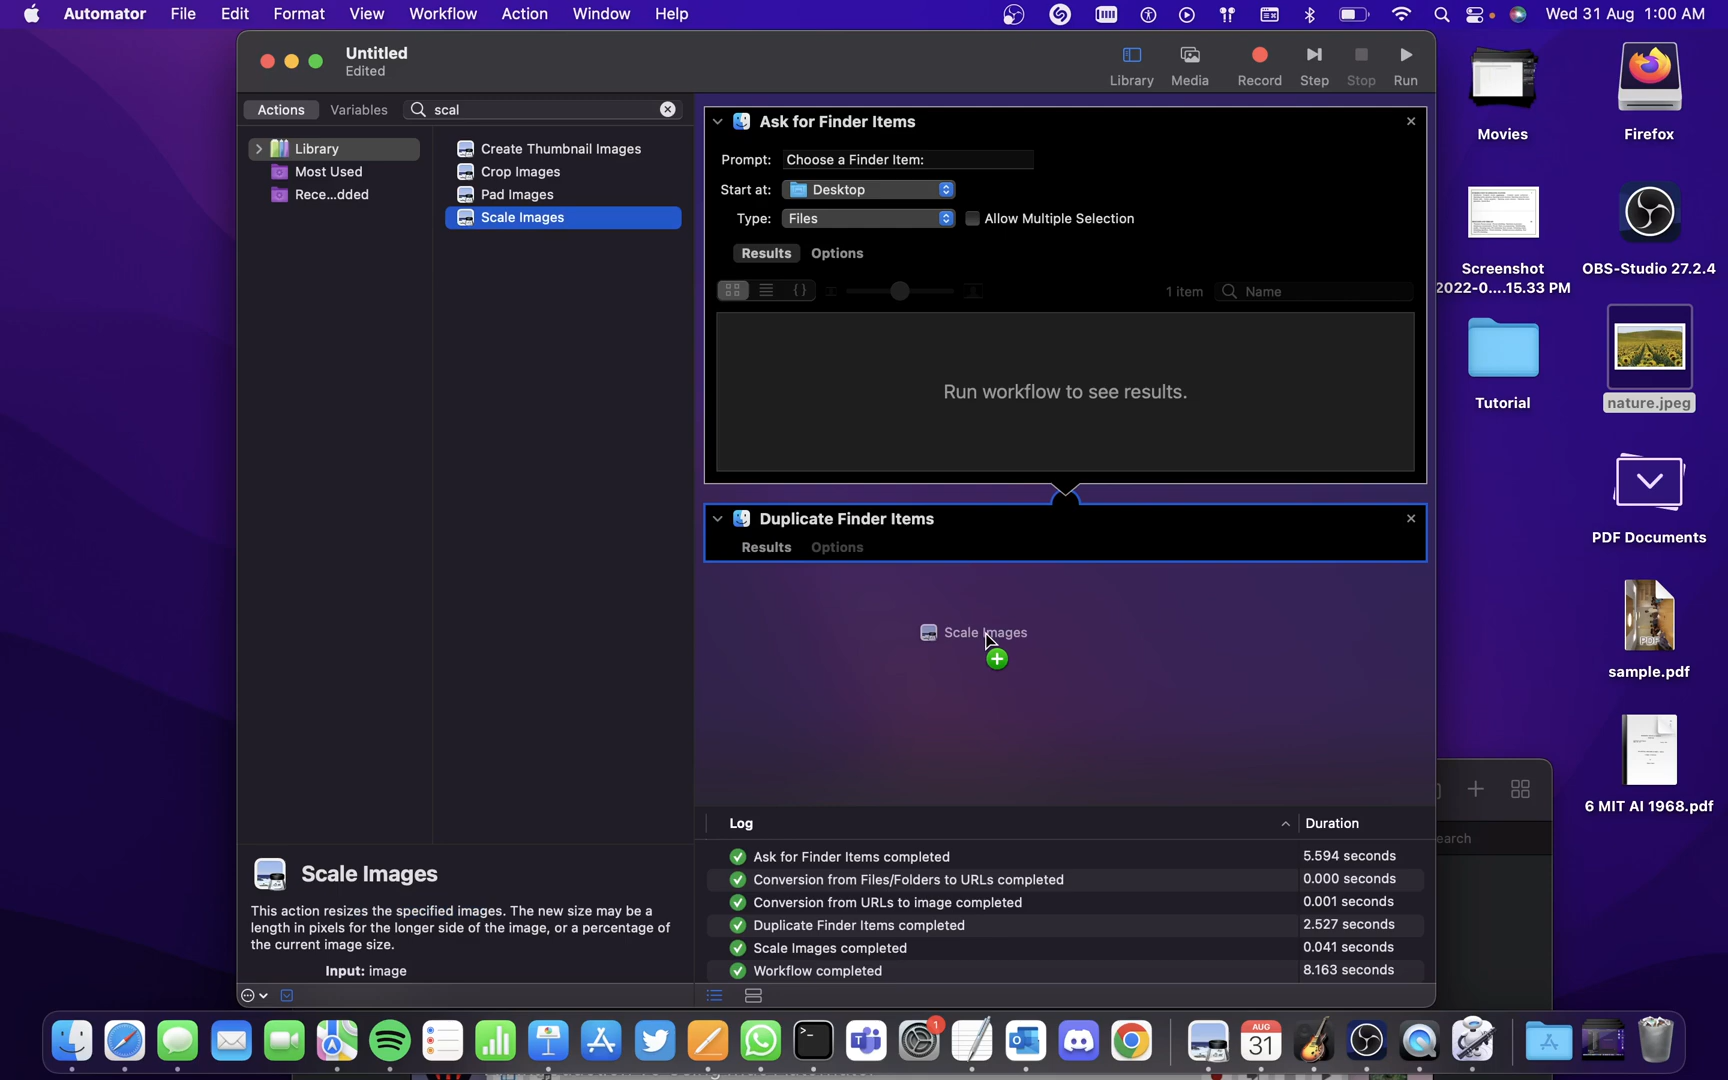 Automator File Edit Format View Workflow Action Window Help Wed 31 Aug 1:00 AM
Untitled
Edited
Library Media Record Step Stop Run
Actions Variables scal
Library
Most Used
Rece...dded
Create Thumbnail Images
Crop Images
Pad Images
Scale Images
Ask for Finder Items
Prompt: Choose a Finder Item:
Start at: Desktop
Type: Files Allow Multiple Selection
Results Options
1 item Name
Run workflow to see results.
Duplicate Finder Items
Results Options
Scale Images
Log Duration
Ask for Finder Items completed 5.594 seconds
Conversion from Files/Folders to URLs completed 0.000 seconds
Conversion from URLs to image completed 0.001 seconds
Duplicate Finder Items completed 2.527 seconds
Scale Images completed 0.041 seconds
Workflow completed 8.163 seconds
Scale Images
This action resizes the specified images. The new size may be a
length in pixels for the longer side of the image, or a percentage of
the current image size.
Input: image
Movies
Firefox
Screenshot
2022-0....15.33 PM
OBS-Studio 27.2.4
Tutorial
nature.jpeg
PDF Documents
PDF
sample.pdf
6 MIT AI 1968.pdf
earch
1
AUG
31